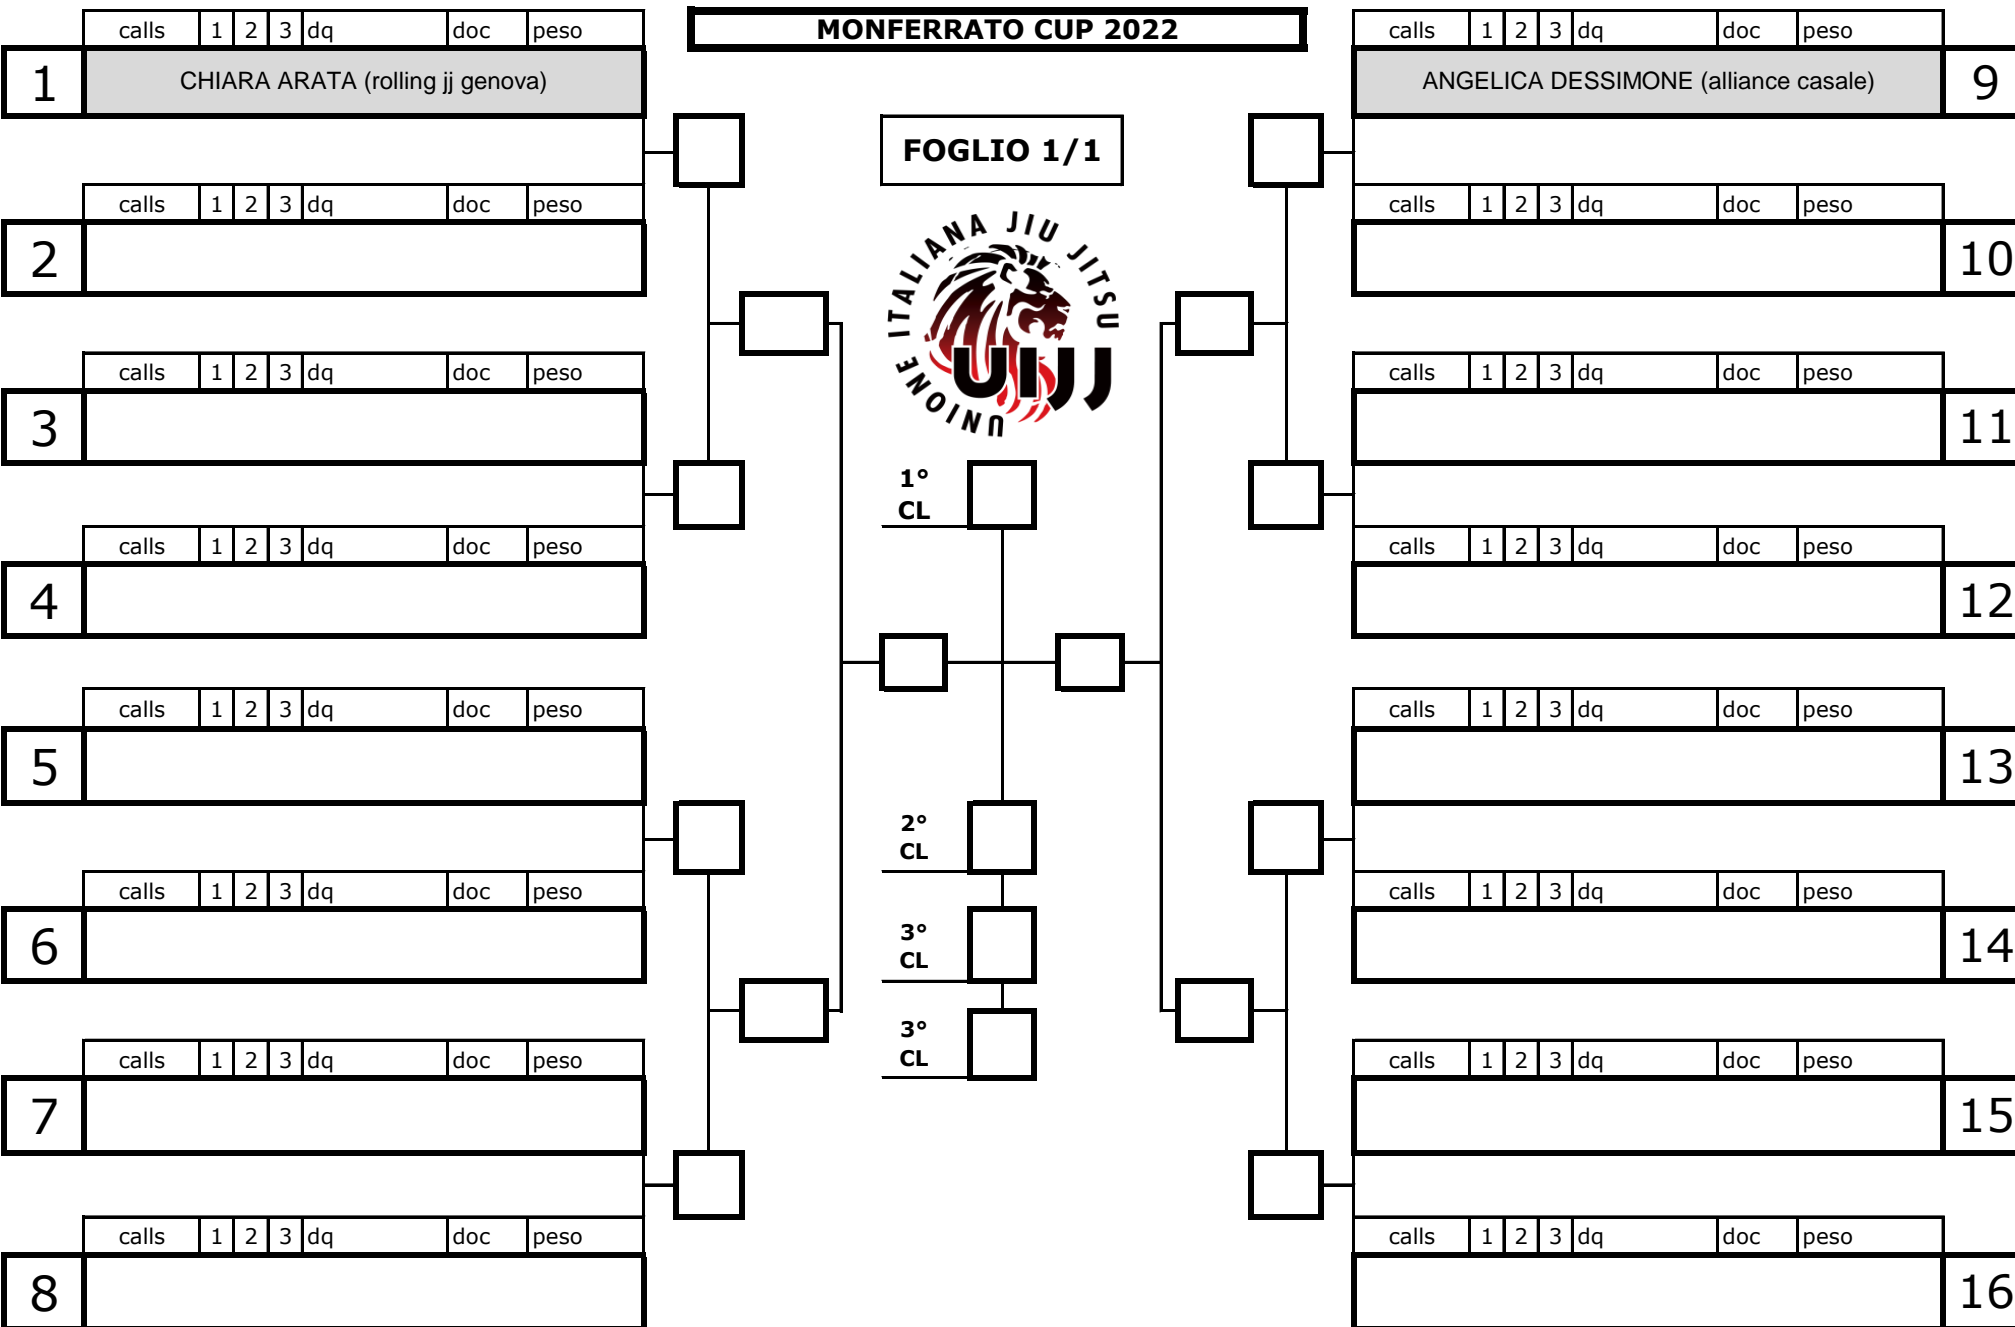 calls 1 2 3 dq doc peso
MONFERRATO CUP 2022
calls 1 2 3 dq doc peso
1 CHIARA ARATA (rolling jj genova)
ANGELICA DESSIMONE (alliance casale) 9
FOGLIO 1/1
calls 1 2 3 dq doc peso
calls 1 2 3 dq doc peso
2
10
UNIONE ITALIANA JIU JITSU
UIJJ
calls 1 2 3 dq doc peso
calls 1 2 3 dq doc peso
3
11
1°
CL
calls 1 2 3 dq doc peso
calls 1 2 3 dq doc peso
4
12
calls 1 2 3 dq doc peso
calls 1 2 3 dq doc peso
5
13
2°
CL
calls 1 2 3 dq doc peso
calls 1 2 3 dq doc peso
6
14
3°
CL
3°
CL
calls 1 2 3 dq doc peso
calls 1 2 3 dq doc peso
7
15
calls 1 2 3 dq doc peso
calls 1 2 3 dq doc peso
8
16